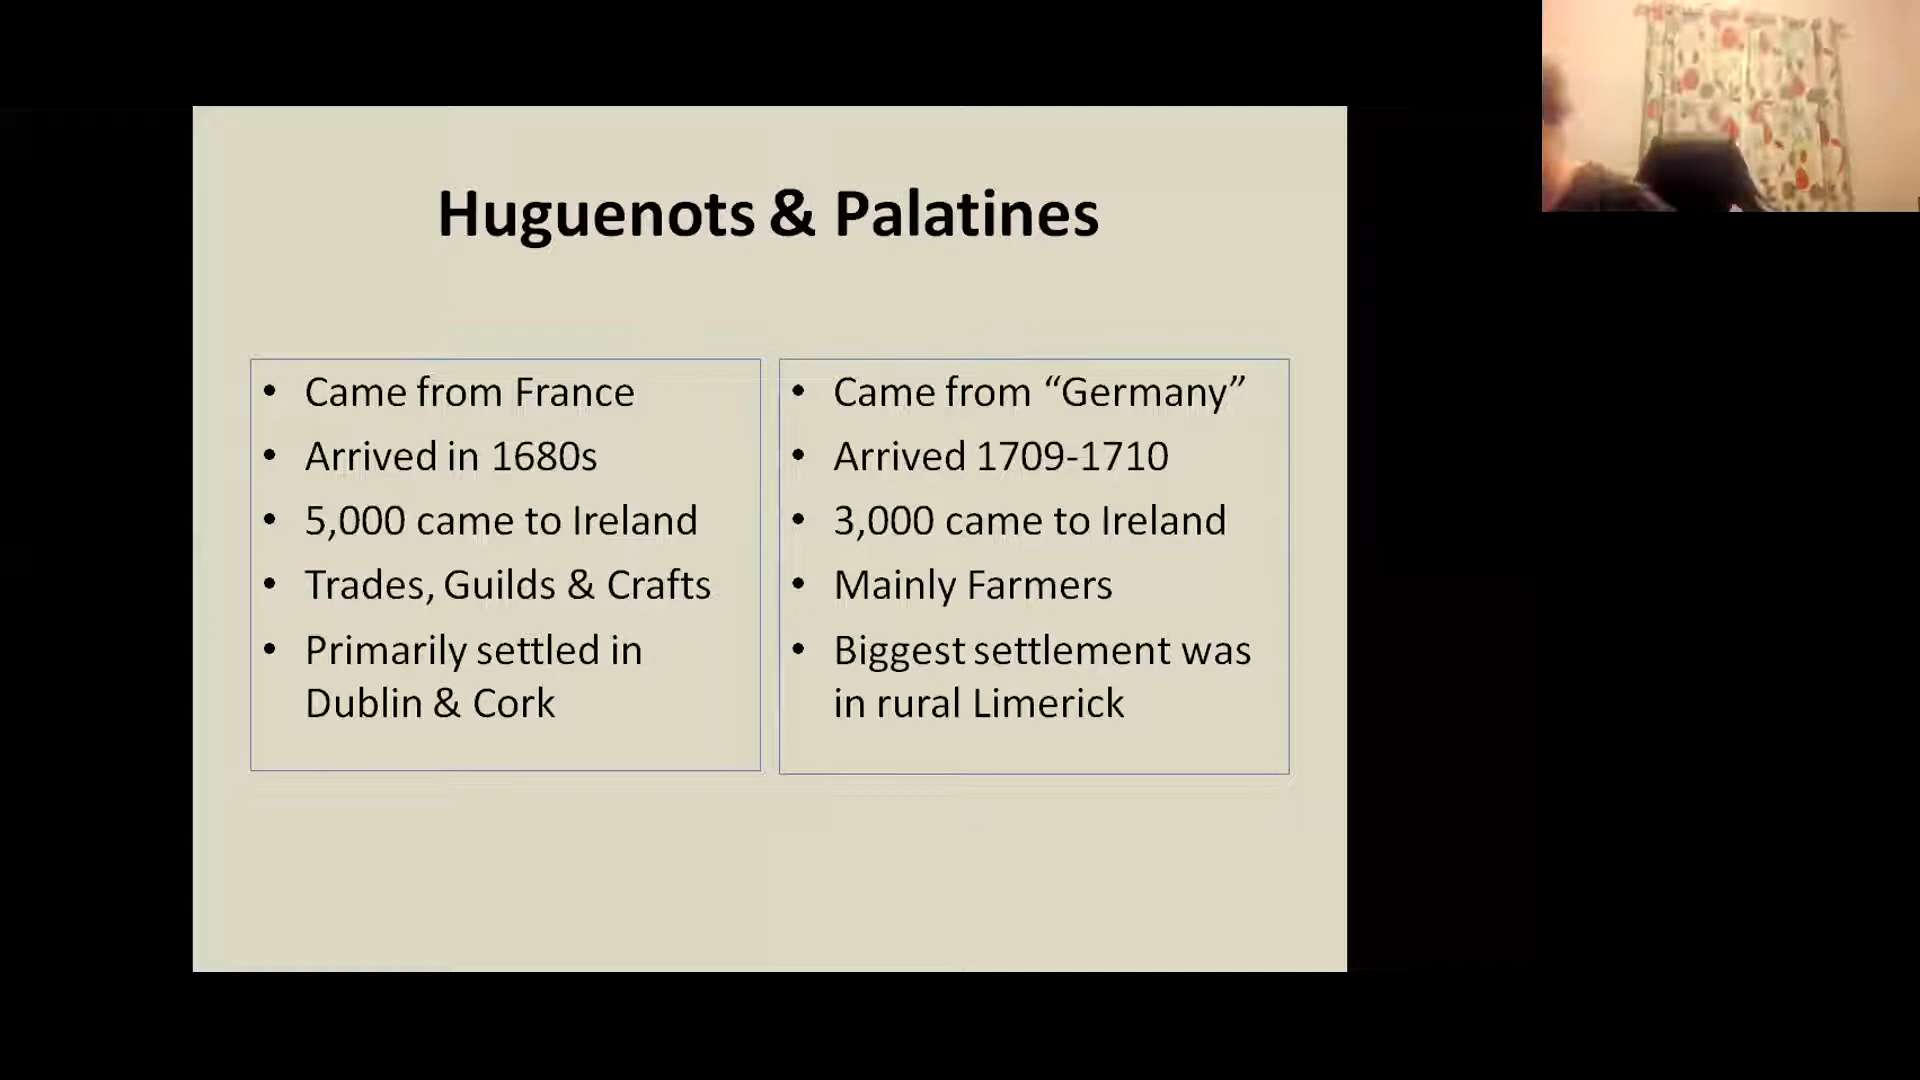 Huguenots & Palatines
• Came from France
• Arrived in 1680s
• 5,000 came to Ireland
• Trades, Guilds & Crafts
• Primarily settled in
Dublin & Cork
• Came from “Germany”
• Arrived 1709-1710
• 3,000 came to Ireland
• Mainly Farmers
• Biggest settlement was
in rural Limerick